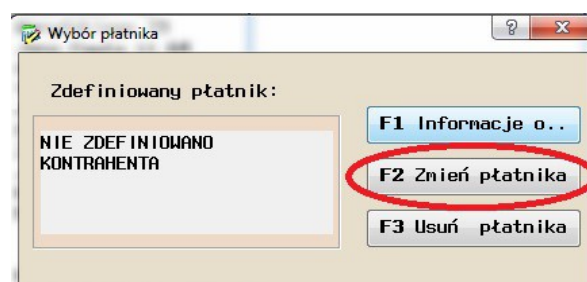 Wybór płatnika
Zdefiniowany płatnik:
NIE ZDEFINIOWANO
KONTRAHENTA
F1 Informacje o..
F2 Zmień płatnika
F3 Usuń płatnika